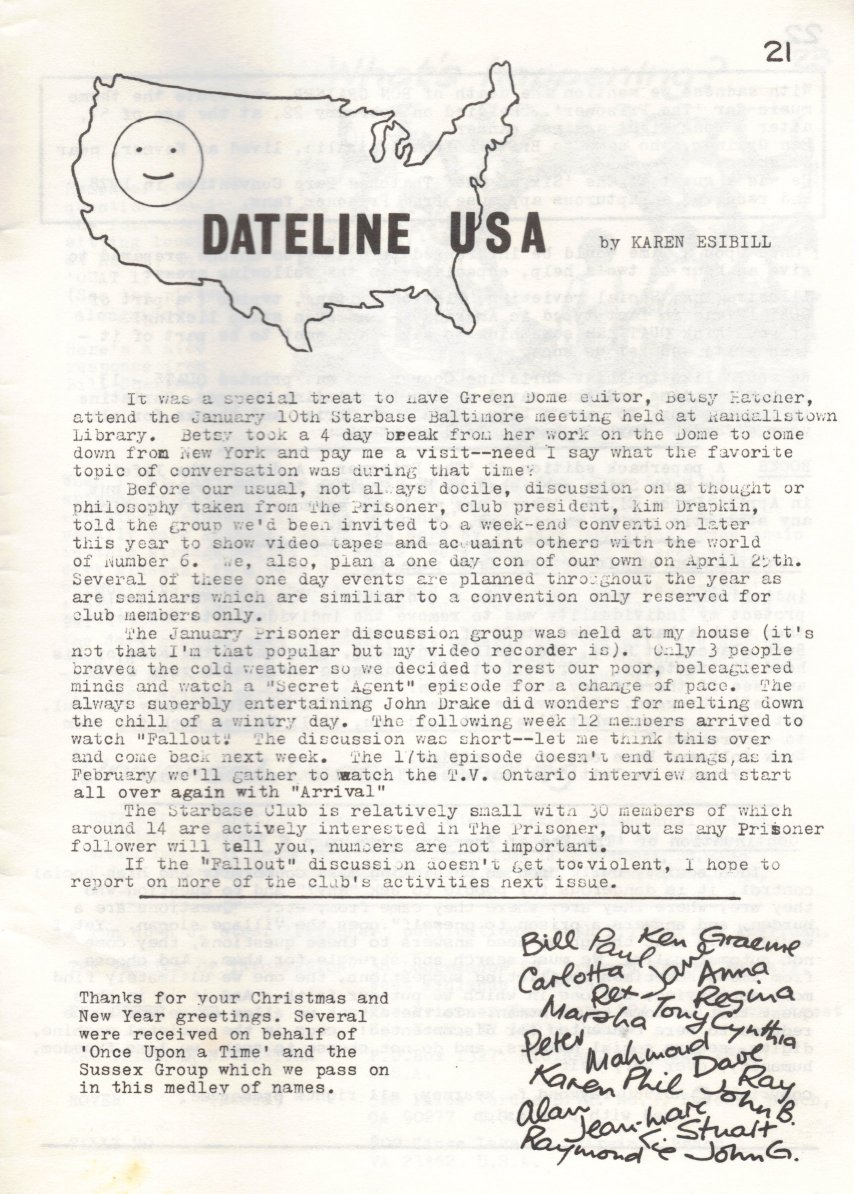 21
DATELINE USA
by KAREN ESIBILL
It was a special treat to have Green Dome editor, Betsy Hatcher,
attend the January 10th Starbase Baltimore meeting held at Randallstown
Library. Betsy took a 4 day break from her work on the Dome to come
down from New York and pay me a visit--need I say what the favorite
topic of conversation was during that time?
Before our usual, not always docile, discussion on a thought or
philosophy taken from The Prisoner, club president, Kim Drapkin,
told the group we'd been invited to a week-end convention later
this year to show video tapes and acquaint others with the world
of Number 6. We, also, plan a one day con of our own on April 25th.
Several of these one day events are planned throughout the year as
are seminars which are similiar to a convention only reserved for
club members only.
The January Prisoner discussion group was held at my house (it's
not that I'm that popular but my video recorder is). Only 3 people
braved the cold weather so we decided to rest our poor, beleaguered
minds and watch a "Secret Agent" episode for a change of pace. The
always superbly entertaining John Drake did wonders for melting down
the chill of a wintry day. The following week 12 members arrived to
watch "Fallout". The discussion was short--let me think this over
and come back next week. The 17th episode doesn't end things,as in
February we'll gather to watch the T.V. Ontario interview and start
all over again with "Arrival"
The Starbase Club is relatively small with 30 members of which
around 14 are actively interested in The Prisoner, but as any Prisoner
follower will tell you, numbers are not important.
If the "Fallout" discussion doesn't get too violent, I hope to
report on more of the club's activities next issue.
Thanks for your Christmas and
New Year greetings. Several
were received on behalf of
'Once Upon a Time' and the
Sussex Group which we pass on
in this medley of names.
Bill Paul Ken Graeme
Carlotta Jane Anna
Marsha Rex Tony Regina
Peter Mahmoud Cynthia
Karen Phil Dave Ray
Alan Jean-Marc John B.
Raymond Stuart John G.